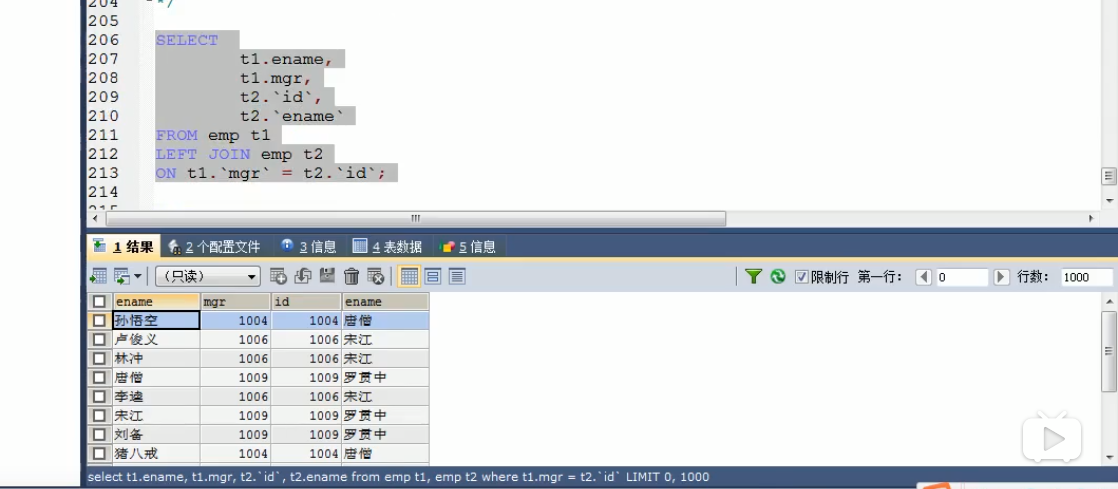 204 */
205
206 SELECT
207 t1.ename,
208 t1.mgr,
209 t2.`id`,
210 t2.`ename`
211 FROM emp t1
212 LEFT JOIN emp t2
213 ON t1.`mgr` = t2.`id`;
214
215
1 结果 2 个配置文件 3 信息 4 表数据 5 信息
(只读) 限制行 第一行: 0 行数: 1000
ename mgr id ename
孙悟空 1004 1004 唐僧
卢俊义 1006 1006 宋江
林冲 1006 1006 宋江
唐僧 1009 1009 罗贯中
李逵 1006 1006 宋江
宋江 1009 1009 罗贯中
刘备 1009 1009 罗贯中
猪八戒 1004 1004 唐僧
select t1.ename, t1.mgr, t2.`id`, t2.ename from emp t1, emp t2 where t1.mgr = t2.`id` LIMIT 0, 1000